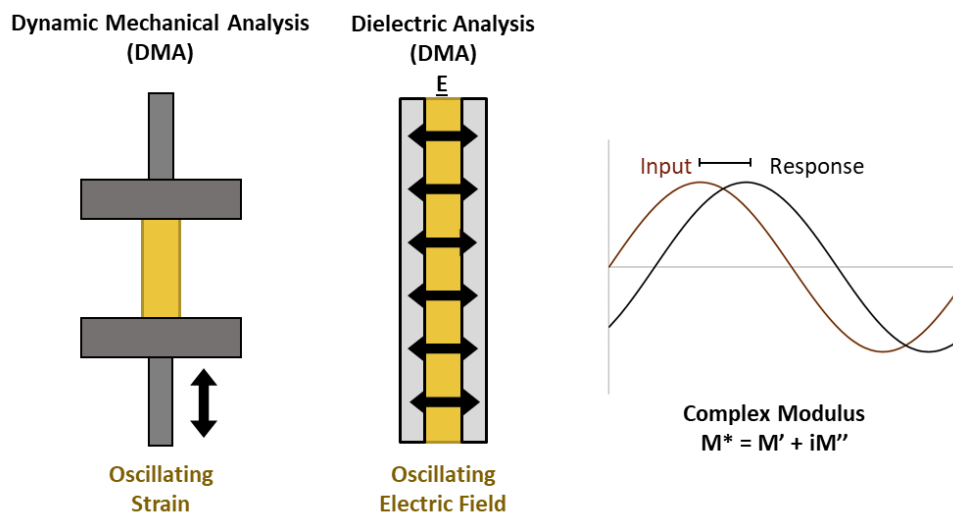 Dynamic Mechanical Analysis
(DMA)
Dielectric Analysis
(DMA)
E
Input
Response
Complex Modulus
M* = M' + iM''
Oscillating
Strain
Oscillating
Electric Field